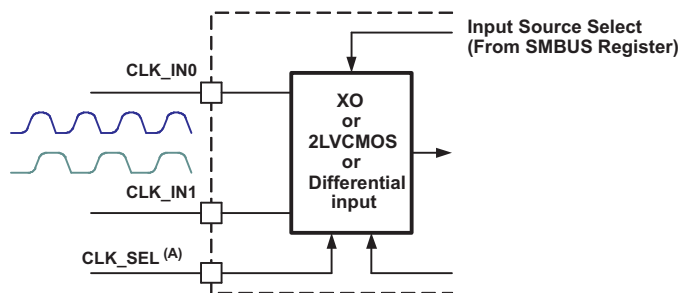 Input Source Select
(From SMBUS Register)
CLK_IN0
XO
or
2LVCMOS
or
Differential
input
CLK_IN1
CLK_SEL (A)